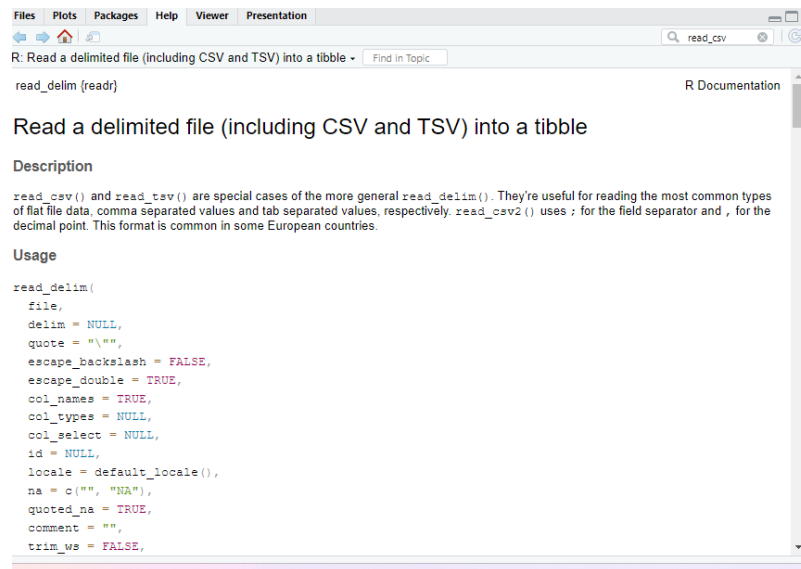 Files Plots Packages Help Viewer Presentation
read_csv
R: Read a delimited file (including CSV and TSV) into a tibble Find in Topic
read_delim {readr} R Documentation
Read a delimited file (including CSV and TSV) into a tibble
Description
read_csv() and read_tsv() are special cases of the more general read_delim(). They're useful for reading the most common types
of flat file data, comma separated values and tab separated values, respectively. read_csv2() uses ; for the field separator and , for the
decimal point. This format is common in some European countries.
Usage
read_delim(
  file,
  delim = NULL,
  quote = "\"",
  escape_backslash = FALSE,
  escape_double = TRUE,
  col_names = TRUE,
  col_types = NULL,
  col_select = NULL,
  id = NULL,
  locale = default_locale(),
  na = c("", "NA"),
  quoted_na = TRUE,
  comment = "",
  trim_ws = FALSE,